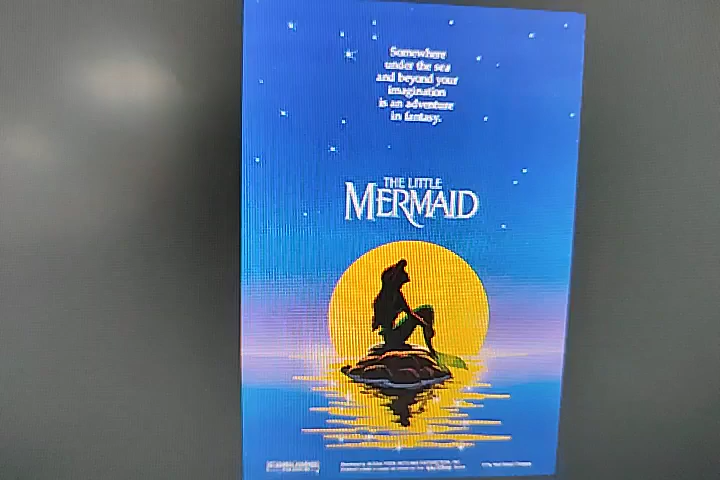 Somewhere
under the sea
and beyond your
imagination
is an adventure
in fantasy.
THE LITTLE
MERMAID